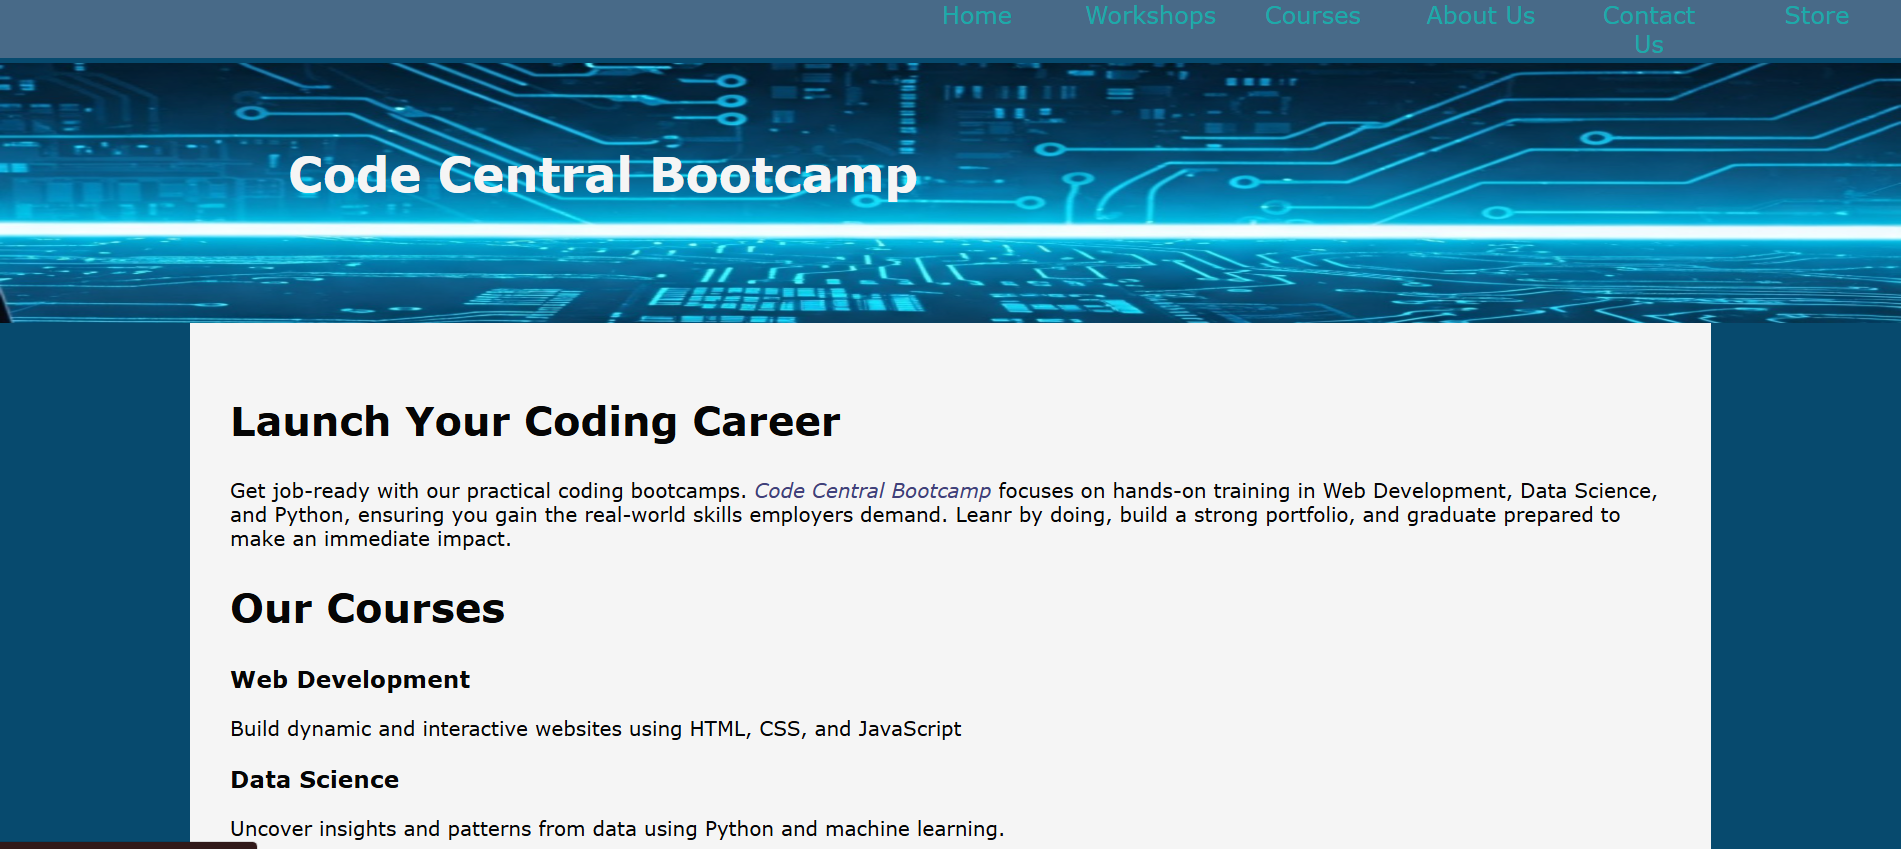 Home Workshops Courses About Us Contact Us Store
Code Central Bootcamp
Launch Your Coding Career
Get job-ready with our practical coding bootcamps. Code Central Bootcamp focuses on hands-on training in Web Development, Data Science,
and Python, ensuring you gain the real-world skills employers demand. Leanr by doing, build a strong portfolio, and graduate prepared to
make an immediate impact.
Our Courses
Web Development
Build dynamic and interactive websites using HTML, CSS, and JavaScript
Data Science
Uncover insights and patterns from data using Python and machine learning.